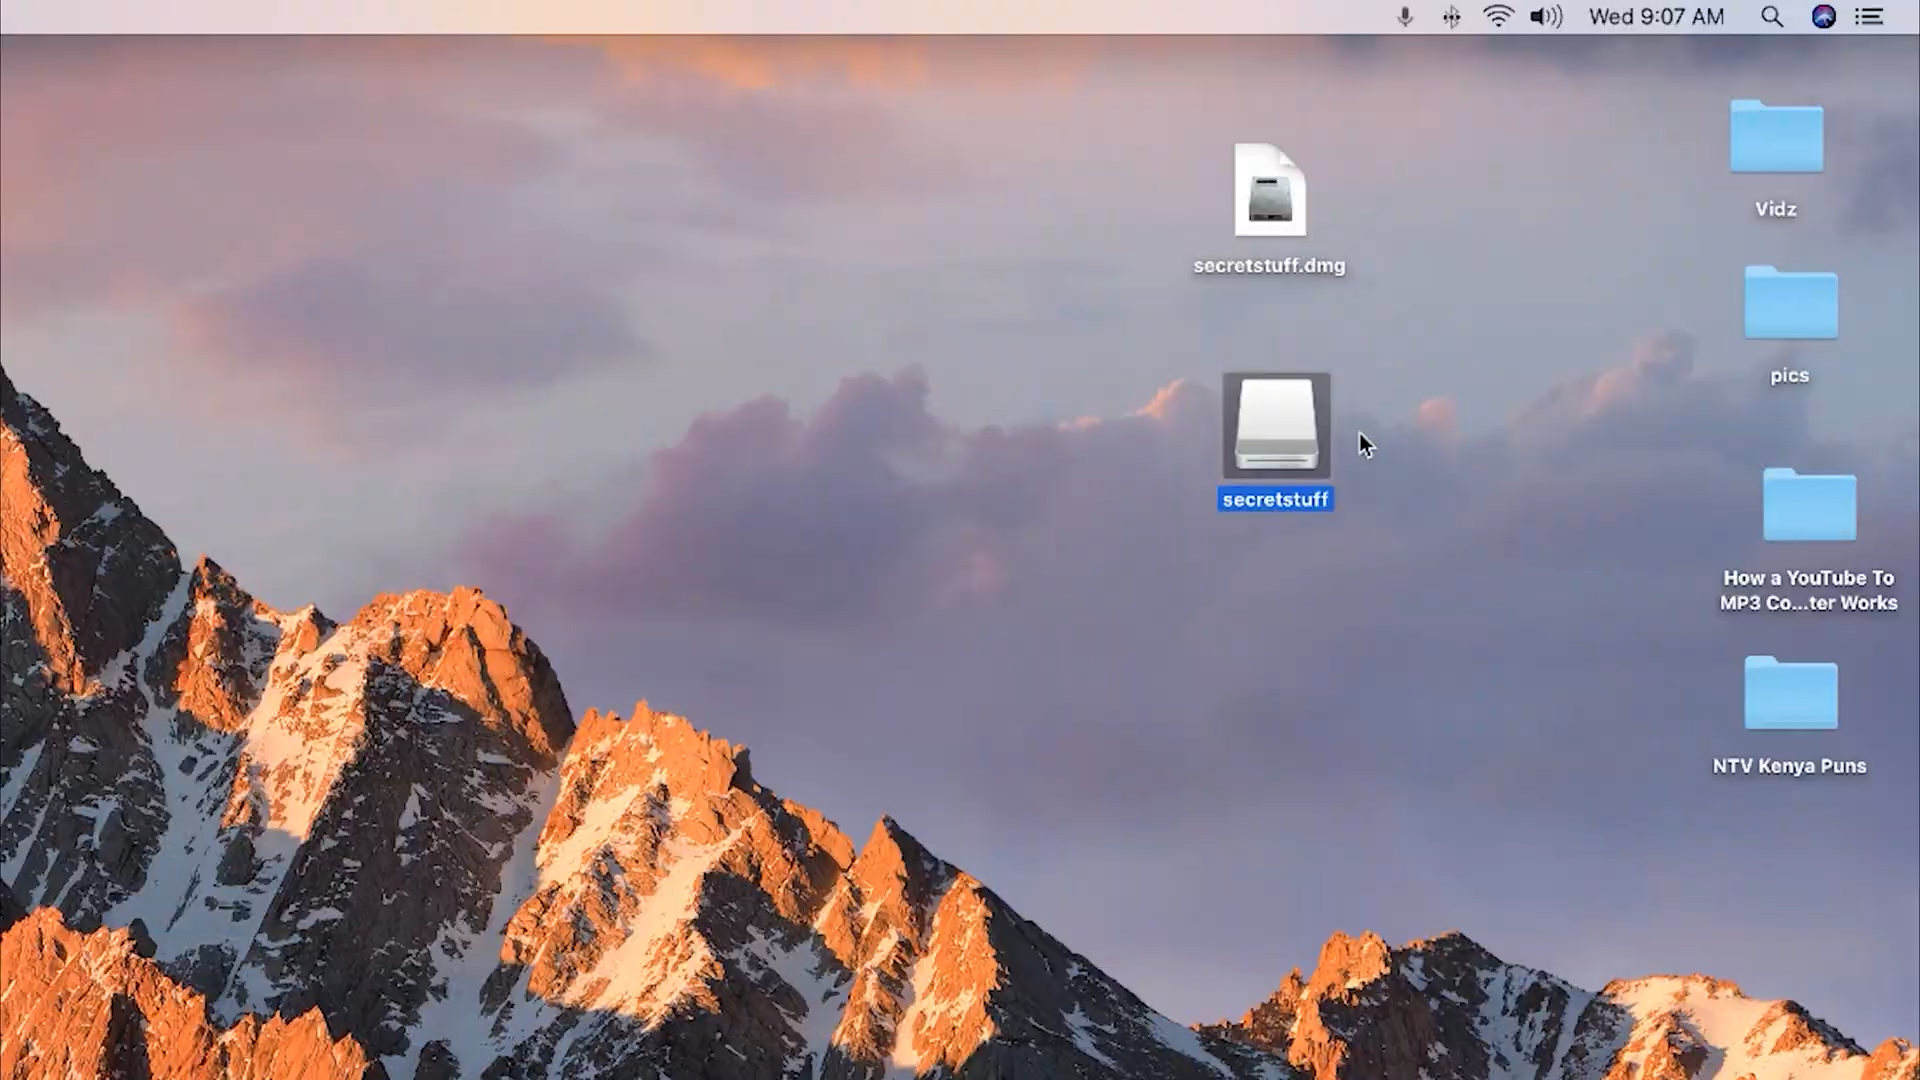 Wed 9:07 AM
Vidz
secretstuff.dmg
pics
secretstuff
How a YouTube To
MP3 Co...ter Works
NTV Kenya Puns